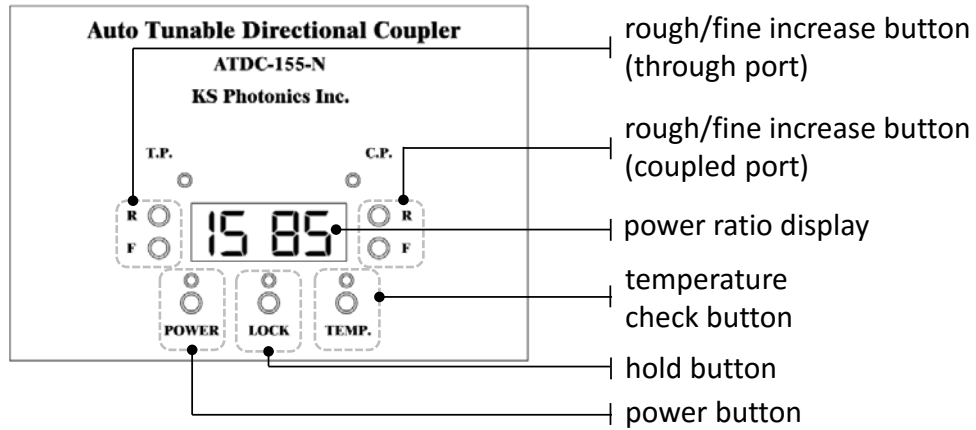 Auto Tunable Directional Coupler
ATDC-155-N
KS Photonics Inc.
T.P.
C.P.
R
R
15 85
F
F
POWER
LOCK
TEMP.
rough/fine increase button
(through port)
rough/fine increase button
(coupled port)
power ratio display
temperature
check button
hold button
power button